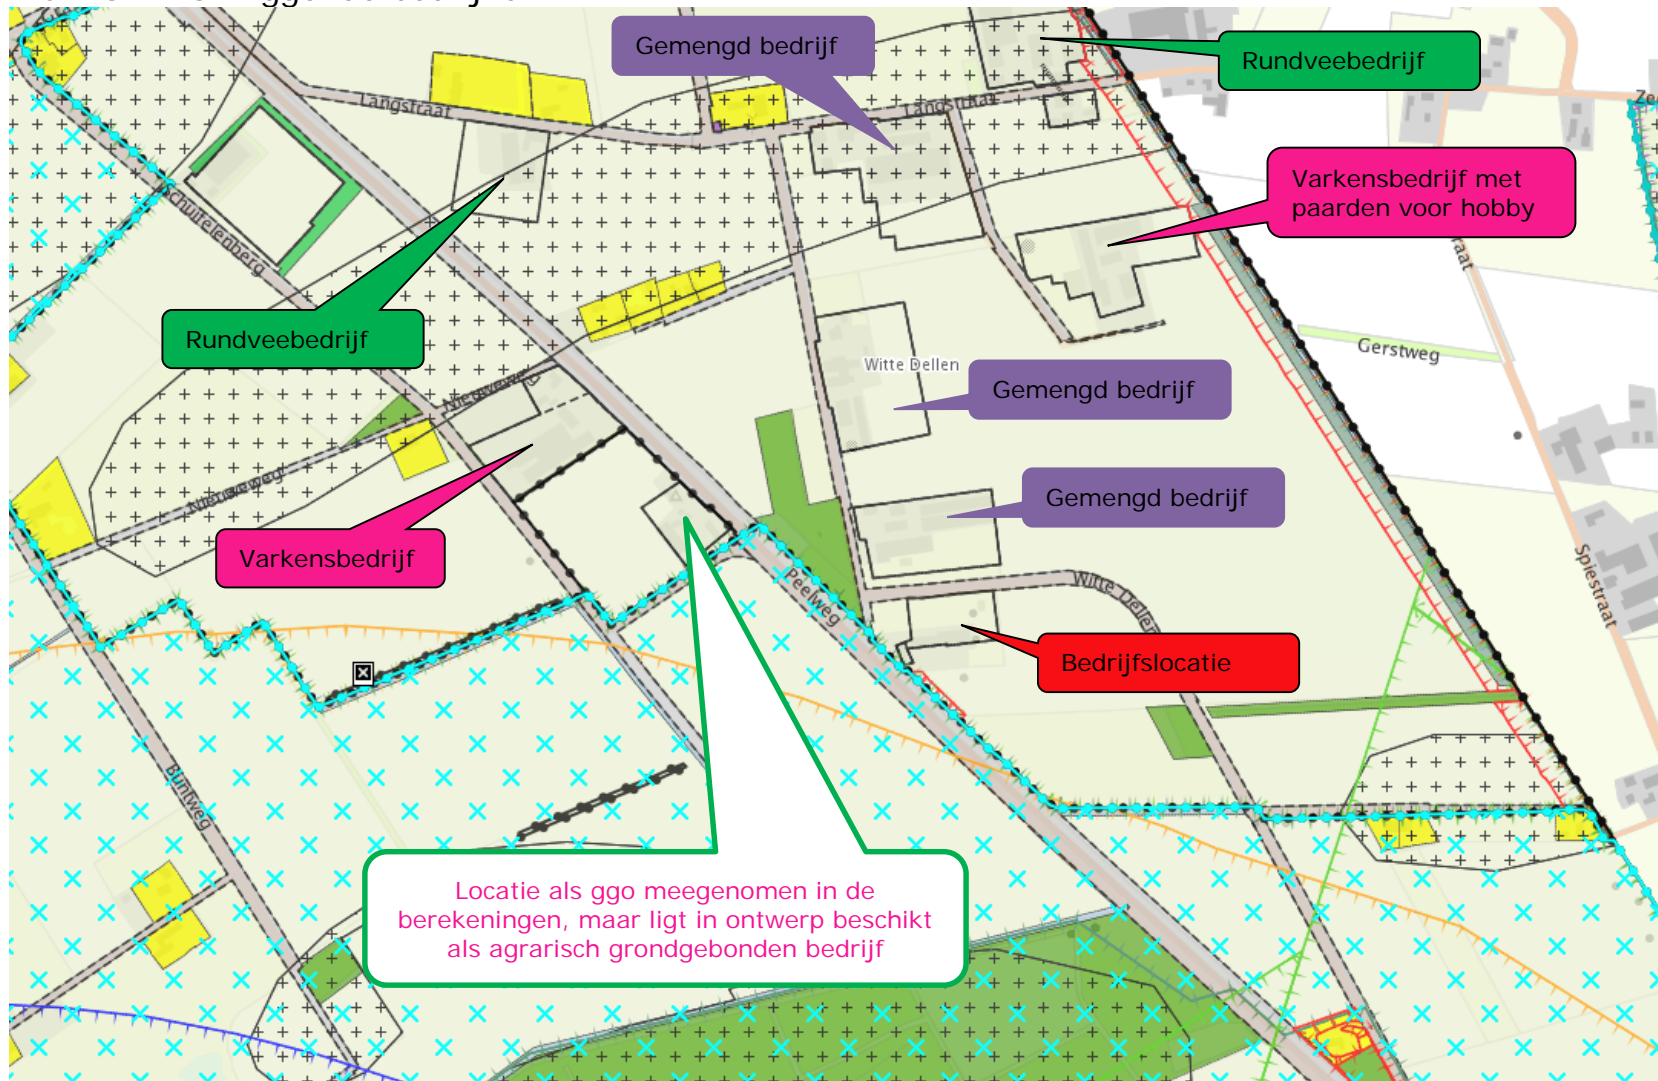 Gemengd bedrijf
Rundveebedrijf
Langstraat
Langstraat
Varkensbedrijf met
paarden voor hobby
Schuifelenberg
Rundveebedrijf
Gerstweg
Witte Dellen
Gemengd bedrijf
Nieuweweg
Nieuweweg
Gemengd bedrijf
Varkensbedrijf
Peelweg
Witte Dellen
Spiestraat
Bedrijfslocatie
Buntweg
Locatie als ggo meegenomen in de
berekeningen, maar ligt in ontwerp beschikt
als agrarisch grondgebonden bedrijf